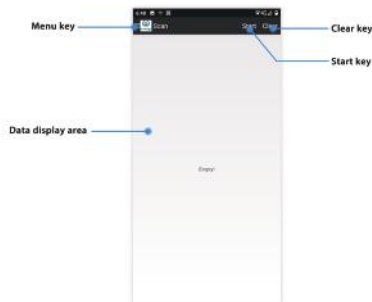 Menu key
Scan
Start
Clear
Clear key
Start key
Data display area
Empty!